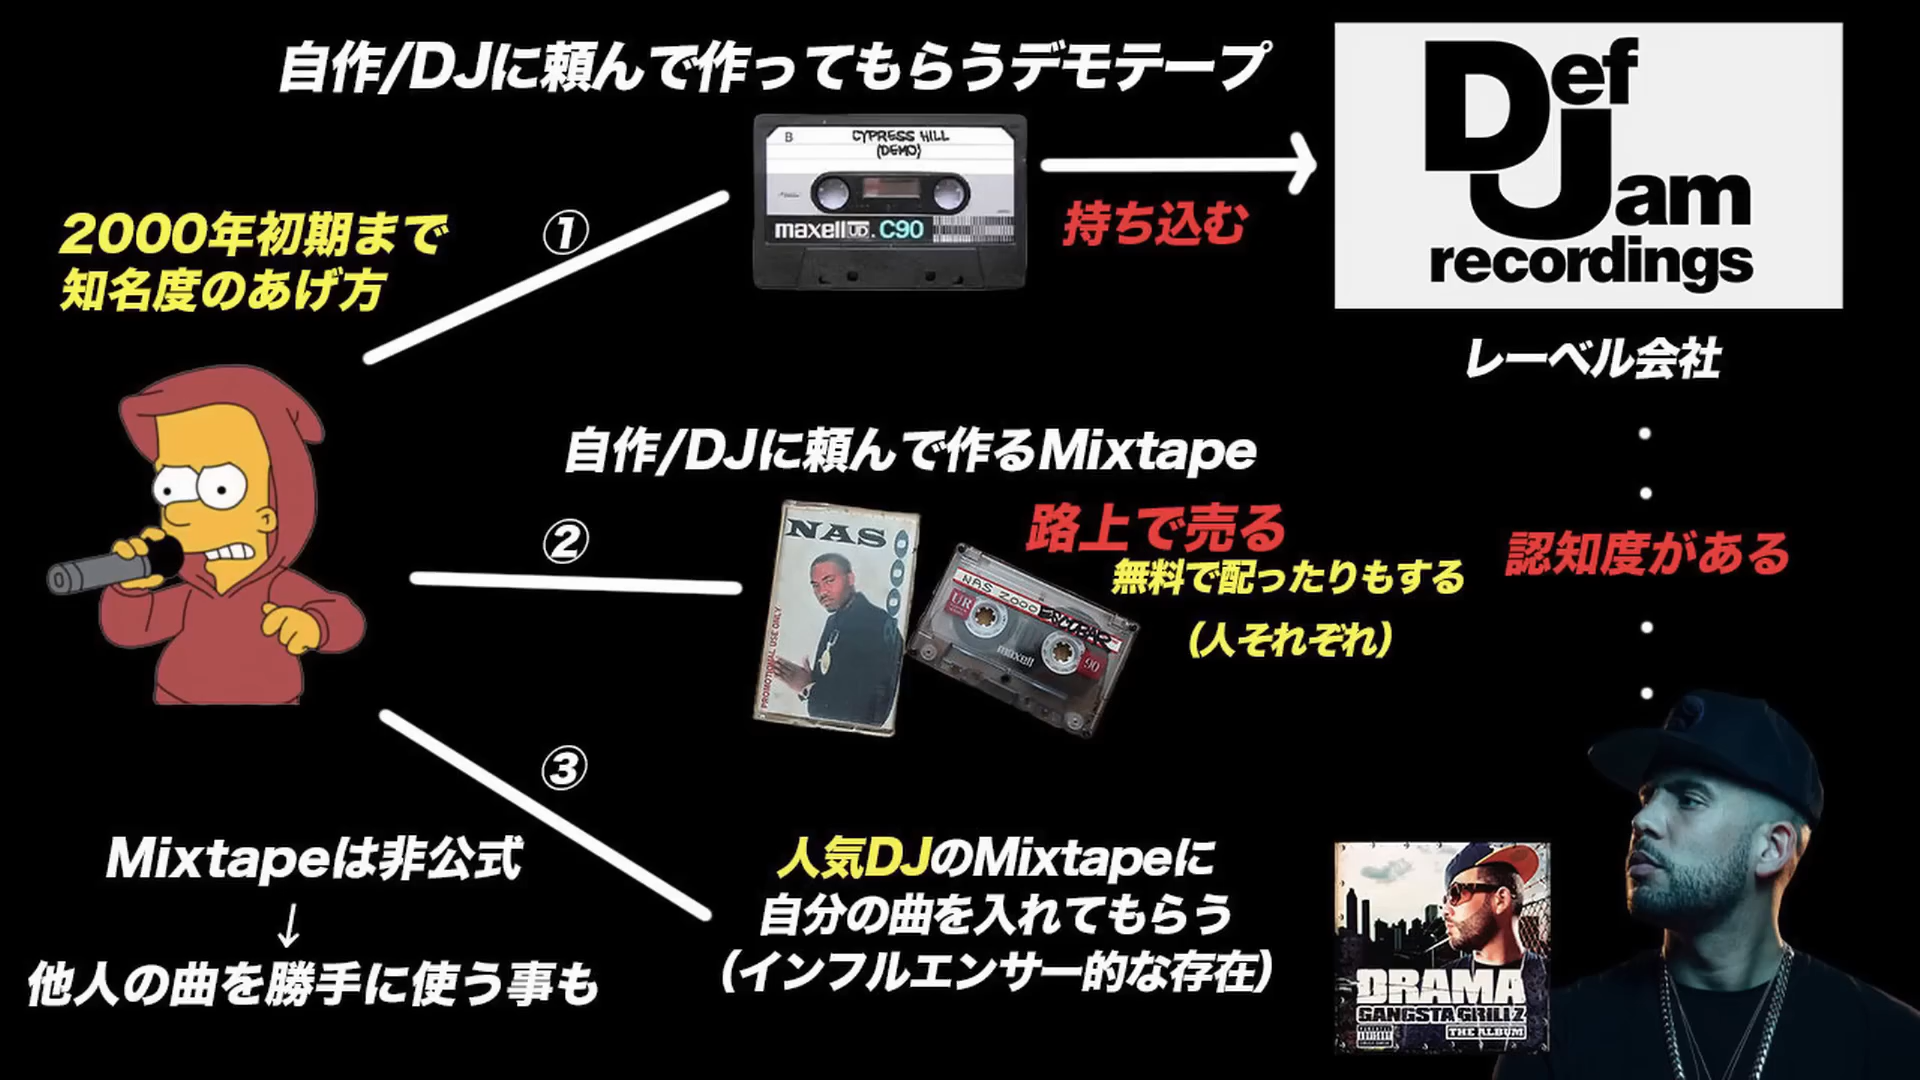 自作/DJに頼んで作ってもらうデモテープ
B
CYPRESS HILL
(DEMO)
maxell UD. C90
持ち込む
Def
Jam
recordings
レーベル会社
2000年初期まで
知名度のあげ方
①
自作/DJに頼んで作るMixtape
②
NAS
2000
PROMOTIONAL USE ONLY
NAS 2000
UR
maxell
90
路上で売る
無料で配ったりもする
（人それぞれ）
認知度がある
③
Mixtapeは非公式
↓
他人の曲を勝手に使う事も
人気DJのMixtapeに
自分の曲を入れてもらう
（インフルエンサー的な存在）
DRAMA
GANGSTA GRILLZ
THE ALBUM